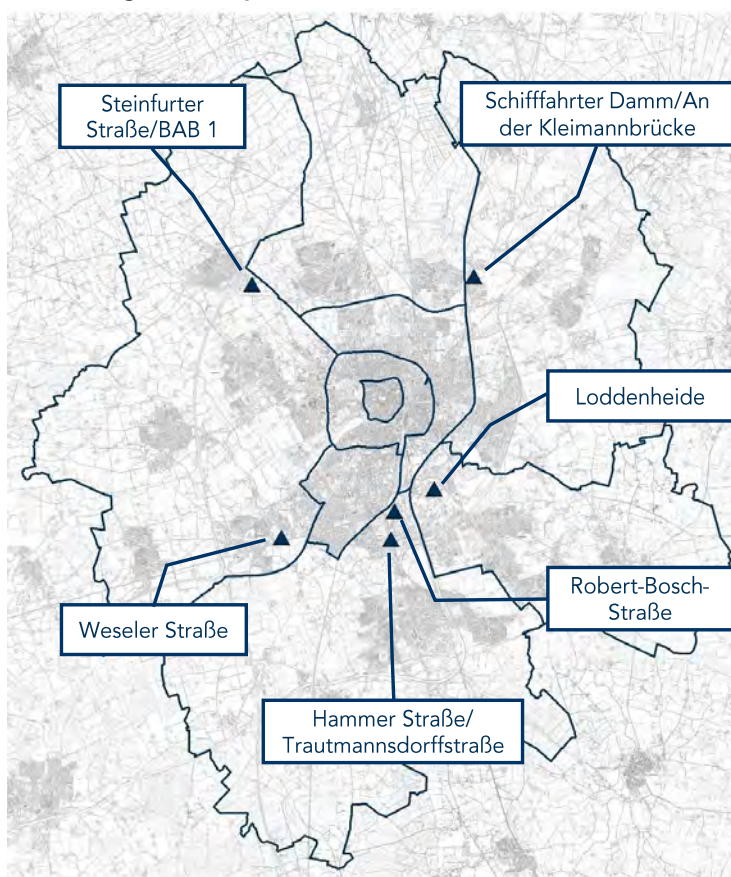 Steinfurter
Straße/BAB 1
Schifffahrter Damm/An
der Kleimannbrücke
Loddenheide
Robert-Bosch-
Straße
Weseler Straße
Hammer Straße/
Trautmannsdorffstraße